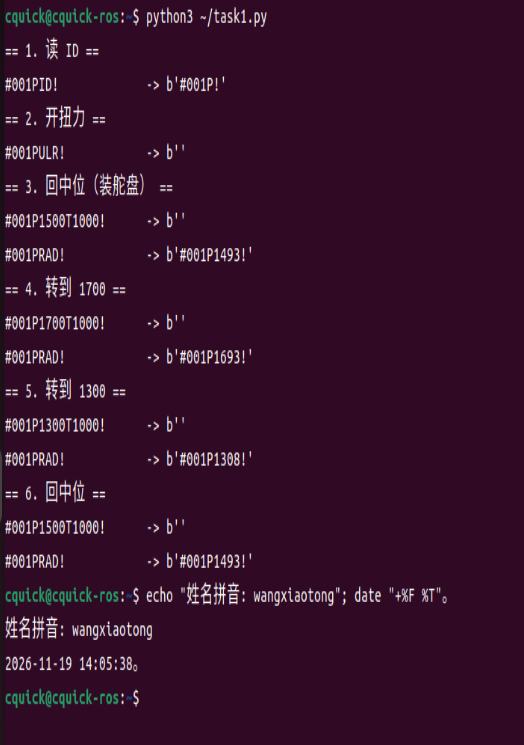 cquick@cquick-ros:~$ python3 ~/task1.py
== 1. 读 ID ==
#001PID!             -> b'#001P!'
== 2. 开扭力 ==
#001PULR!            -> b''
== 3. 回中位（装舵盘） ==
#001P1500T1000!      -> b''
#001PRAD!            -> b'#001P1493!'
== 4. 转到 1700 ==
#001P1700T1000!      -> b''
#001PRAD!            -> b'#001P1693!'
== 5. 转到 1300 ==
#001P1300T1000!      -> b''
#001PRAD!            -> b'#001P1308!'
== 6. 回中位 ==
#001P1500T1000!      -> b''
#001PRAD!            -> b'#001P1493!'
cquick@cquick-ros:~$ echo "姓名拼音: wangxiaotong"; date "+%F %T"。
姓名拼音: wangxiaotong
2026-11-19 14:05:38。
cquick@cquick-ros:~$